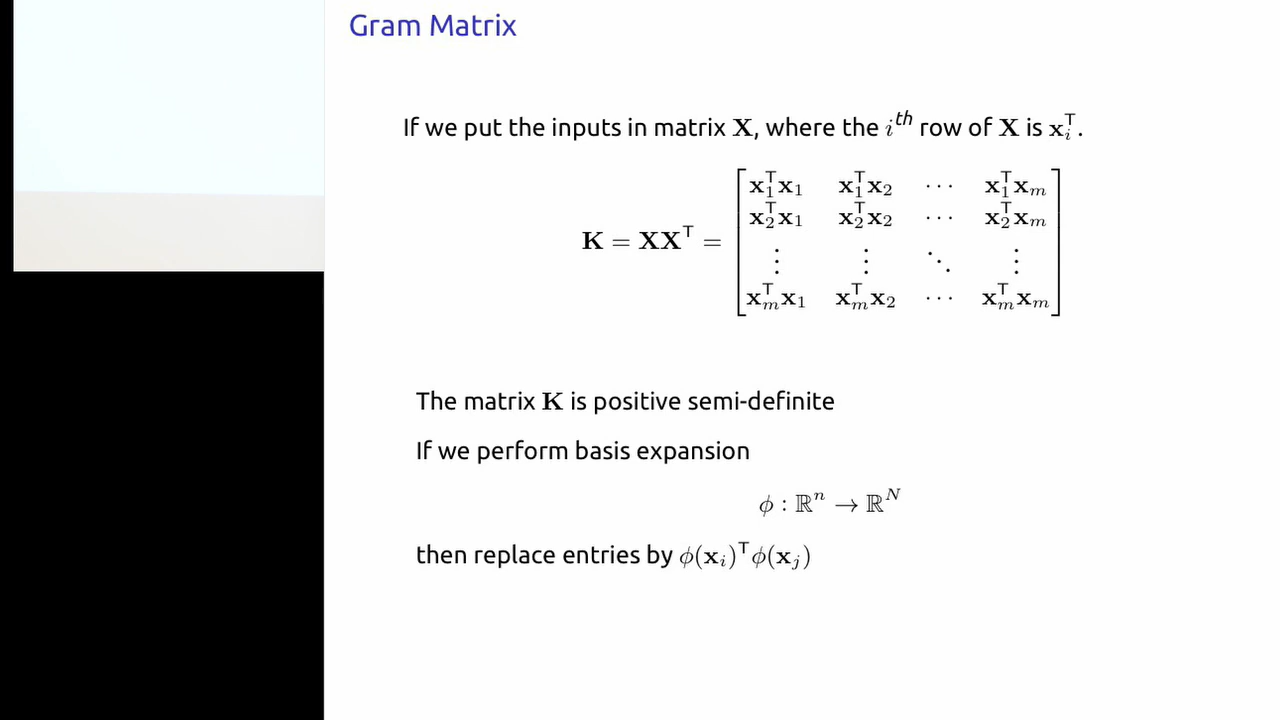 Gram Matrix
If we put the inputs in matrix X, where the i^th row of X is x_i^T.
K = XX^T = [ x_1^T x_1  x_1^T x_2  ⋯  x_1^T x_m
x_2^T x_1  x_2^T x_2  ⋯  x_2^T x_m
⋮  ⋮  ⋱  ⋮
x_m^T x_1  x_m^T x_2  ⋯  x_m^T x_m ]
The matrix K is positive semi-definite
If we perform basis expansion
ϕ : ℝ^n → ℝ^N
then replace entries by ϕ(x_i)^T ϕ(x_j)